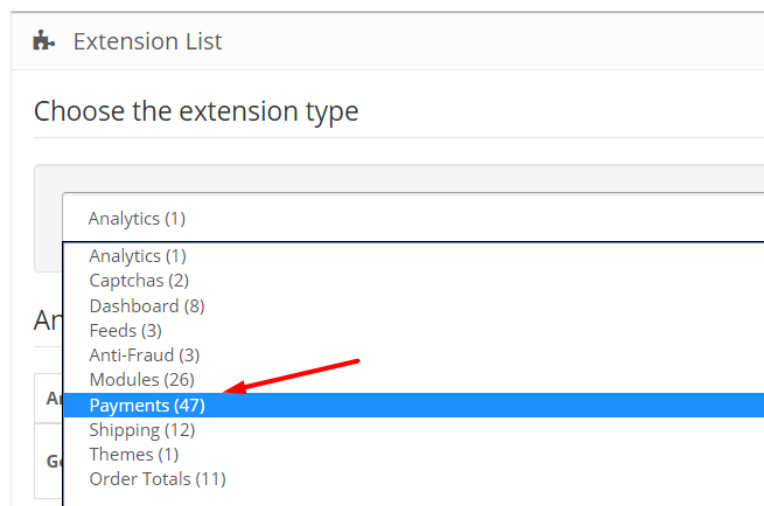 Extension List
Choose the extension type
Analytics (1)
Analytics (1)
Captchas (2)
Dashboard (8)
Feeds (3)
Anti-Fraud (3)
Modules (26)
Payments (47)
Shipping (12)
Themes (1)
Order Totals (11)